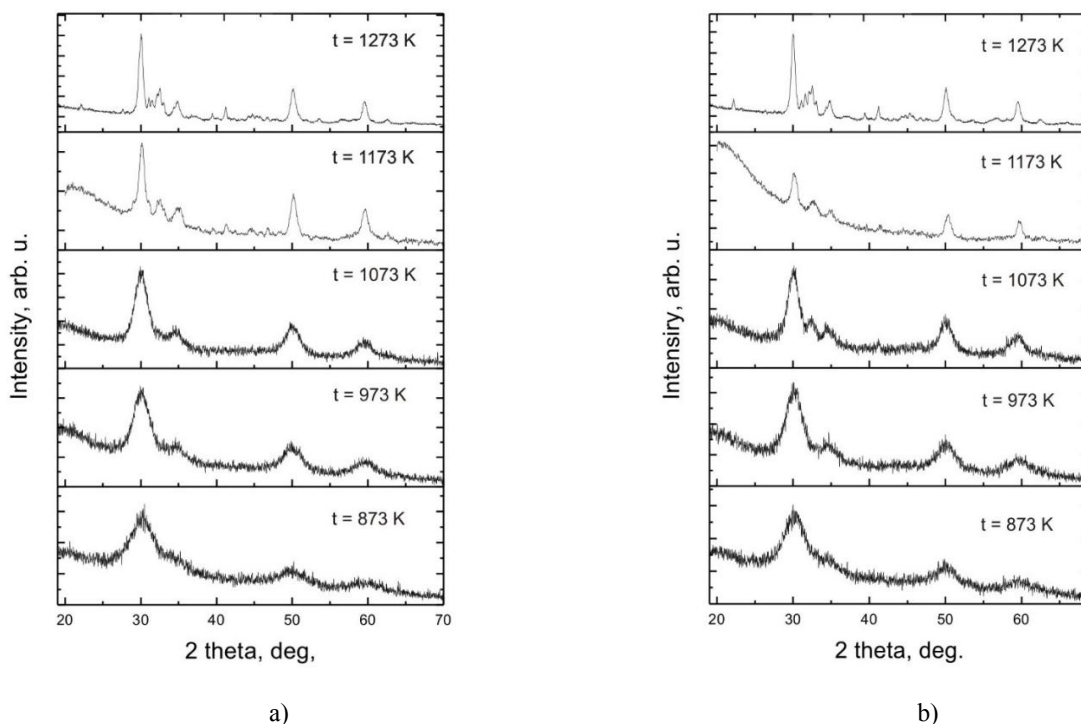 t = 1273 K
t = 1173 K
t = 1073 K
t = 973 K
t = 873 K
Intensity, arb. u.
20 30 40 50 60 70
2 theta, deg,
a)
t = 1273 K
t = 1173 K
t = 1073 K
t = 973 K
t = 873 K
Intensiry, arb. u.
20 30 40 50 60
2 theta, deg.
b)